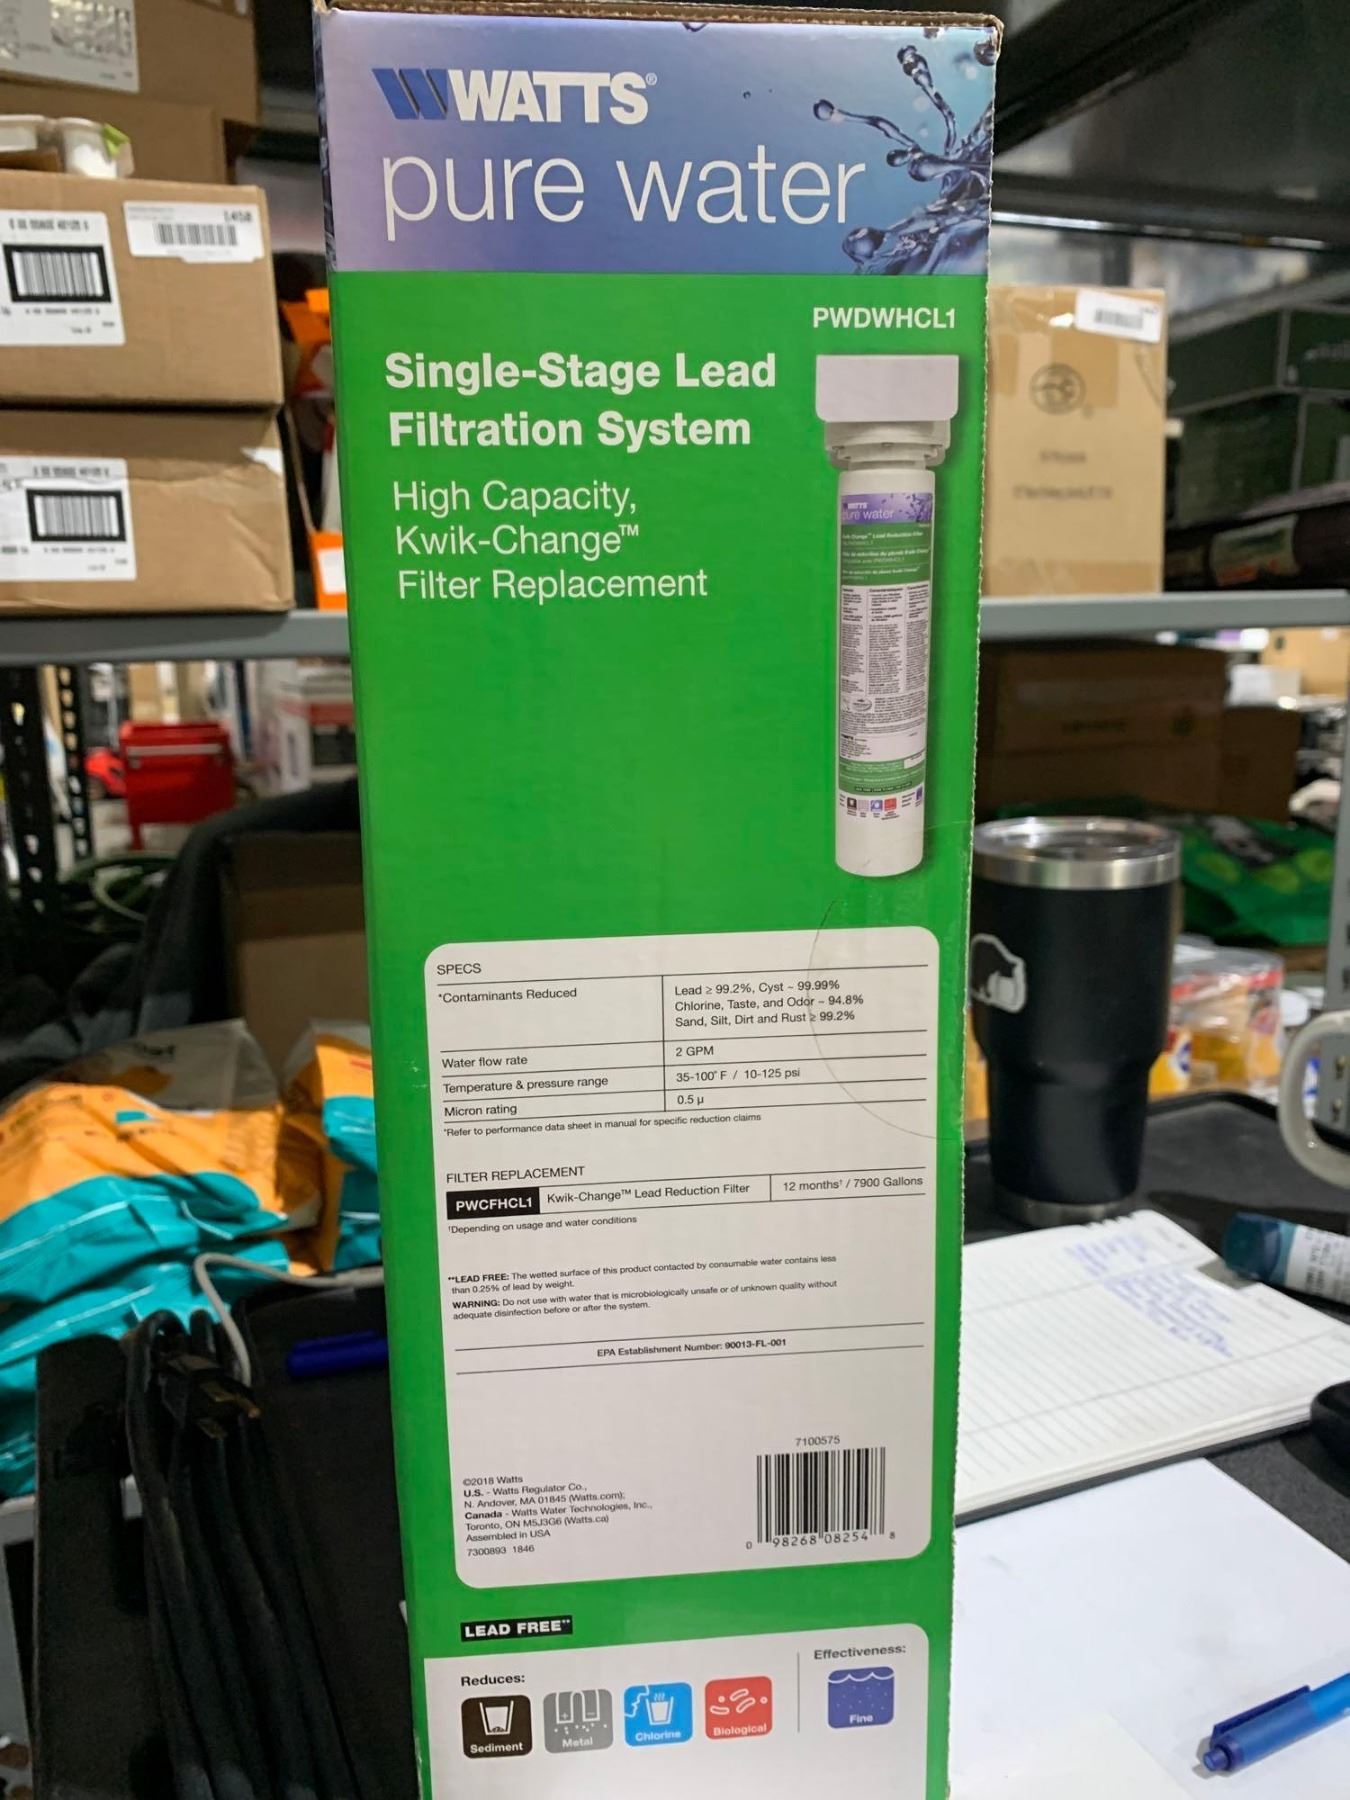 WATTS®
pure water
PWDWHCL1
Single-Stage Lead
Filtration System
High Capacity,
Kwik-Change™
Filter Replacement
WATTS
pure water
SPECS
*Contaminants Reduced
Lead ≥ 99.2%, Cyst ~ 99.99%
Chlorine, Taste, and Odor ~ 94.8%
Sand, Silt, Dirt and Rust ≥ 99.2%
Water flow rate
2 GPM
Temperature & pressure range
35-100° F / 10-125 psi
Micron rating
0.5 µ
*Refer to performance data sheet in manual for specific reduction claims
FILTER REPLACEMENT
PWCFHCL1 Kwik-Change™ Lead Reduction Filter 12 months† / 7900 Gallons
†Depending on usage and water conditions
**LEAD FREE: The wetted surface of this product contacted by consumable water contains less
than 0.25% of lead by weight.
WARNING: Do not use with water that is microbiologically unsafe or of unknown quality without
adequate disinfection before or after the system.
EPA Establishment Number: 90013-FL-001
7100575
©2018 Watts
U.S. - Watts Regulator Co.,
N. Andover, MA 01845 (Watts.com);
Canada - Watts Water Technologies, Inc.,
Toronto, ON M5J3G6 (Watts.ca)
Assembled in USA
7300893 1846
0 98268 08254 8
LEAD FREE**
Reduces:
Effectiveness:
Sediment
Metal
Chlorine
Biological
Fine